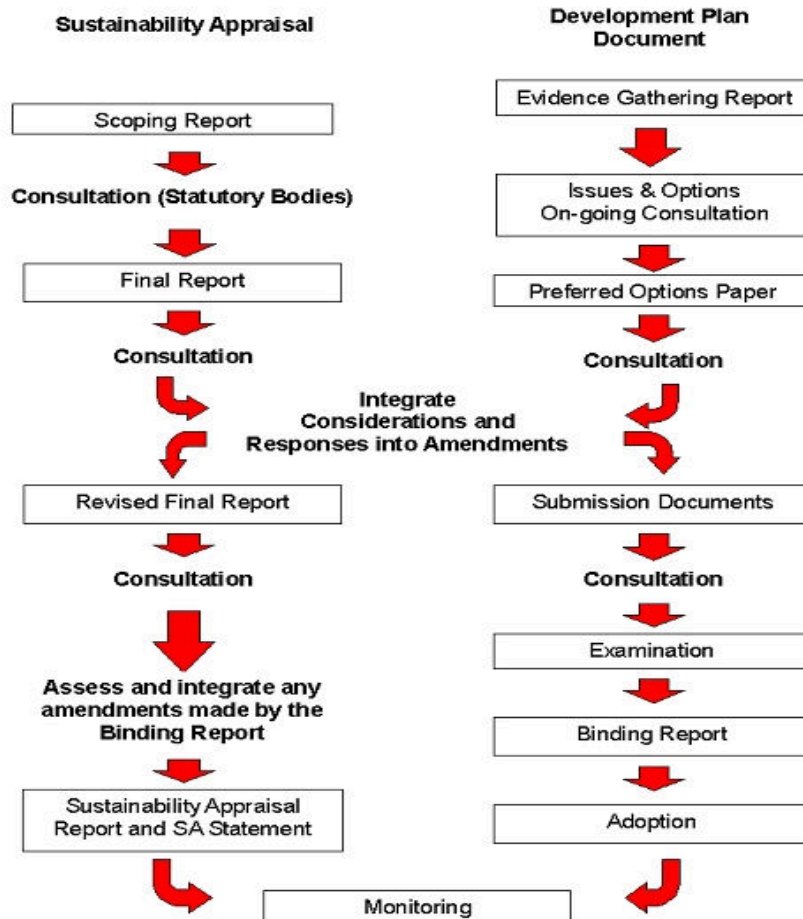 Sustainability Appraisal
Development Plan
Document
Scoping Report
Evidence Gathering Report
Consultation (Statutory Bodies)
Issues & Options
On-going Consultation
Final Report
Preferred Options Paper
Consultation
Consultation
Integrate
Considerations and
Responses into Amendments
Revised Final Report
Submission Documents
Consultation
Consultation
Examination
Assess and integrate any
amendments made by the
Binding Report
Binding Report
Sustainability Appraisal
Report and SA Statement
Adoption
Monitoring